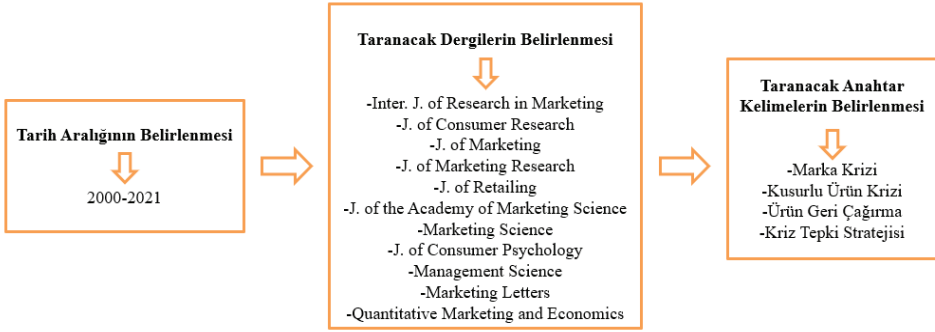 Tarih Aralığının Belirlenmesi
2000-2021
Taranacak Dergilerin Belirlenmesi
-Inter. J. of Research in Marketing
-J. of Consumer Research
-J. of Marketing
-J. of Marketing Research
-J. of Retailing
-J. of the Academy of Marketing Science
-Marketing Science
-J. of Consumer Psychology
-Management Science
-Marketing Letters
-Quantitative Marketing and Economics
Taranacak Anahtar
Kelimelerin Belirlenmesi
-Marka Krizi
-Kusurlu Ürün Krizi
-Ürün Geri Çağırma
-Kriz Tepki Stratejisi